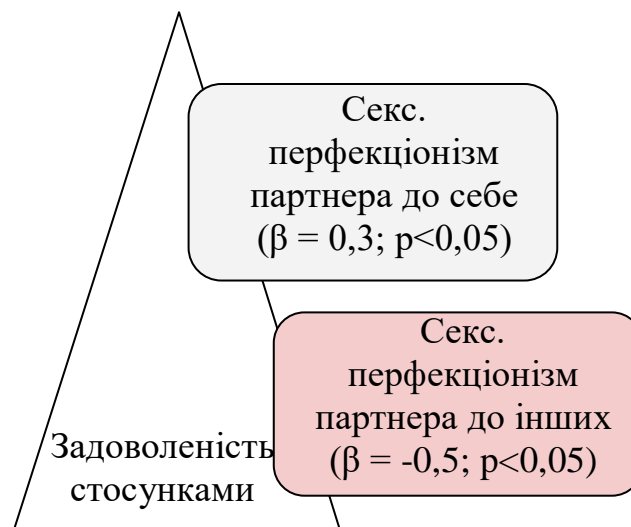 Секс.
перфекціонізм
партнера до себе
(β = 0,3; p<0,05)
Секс.
перфекціонізм
партнера до інших
(β = -0,5; p<0,05)
Задоволеність
стосунками